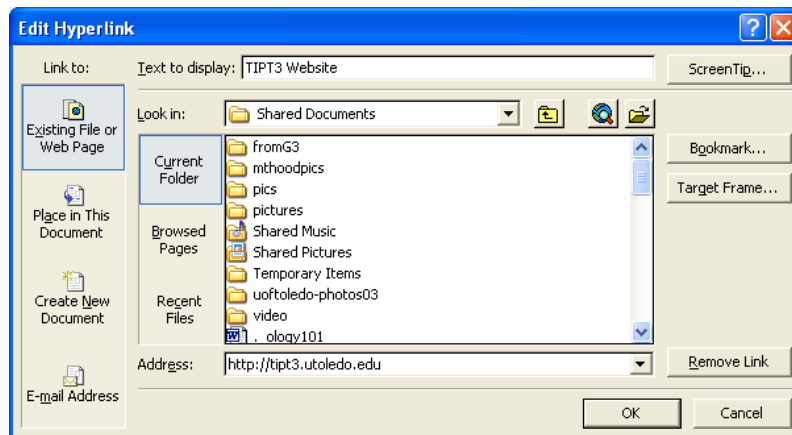 Edit Hyperlink
Link to:
Text to display: TIPT3 Website
ScreenTip...
Existing File or
Web Page
Look in: Shared Documents
Current
Folder
fromG3
mthoodpics
pics
pictures
Shared Music
Shared Pictures
Temporary Items
uoftoledo-photos03
video
. ology101
Bookmark...
Target Frame...
Place in This
Document
Browsed
Pages
Create New
Document
Recent
Files
E-mail Address
Address: http://tipt3.utoledo.edu
Remove Link
OK
Cancel